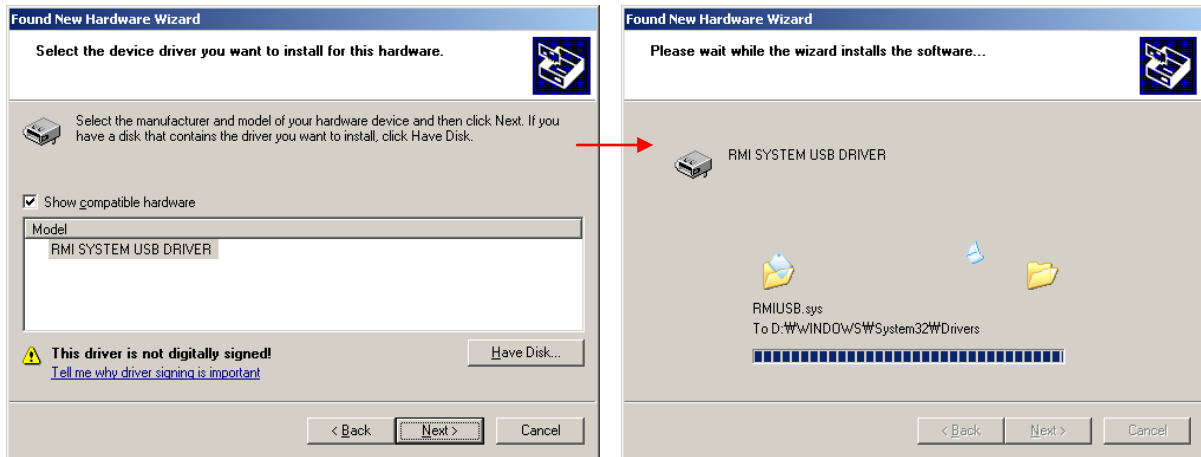 Found New Hardware Wizard
Select the device driver you want to install for this hardware.
Select the manufacturer and model of your hardware device and then click Next. If you
have a disk that contains the driver you want to install, click Have Disk.
Show compatible hardware
Model
RMI SYSTEM USB DRIVER
This driver is not digitally signed!
Have Disk...
Tell me why driver signing is important
< Back
Next >
Cancel
Found New Hardware Wizard
Please wait while the wizard installs the software...
RMI SYSTEM USB DRIVER
RMIUSB.sys
To D:₩WINDOWS₩System32₩Drivers
< Back
Next >
Cancel